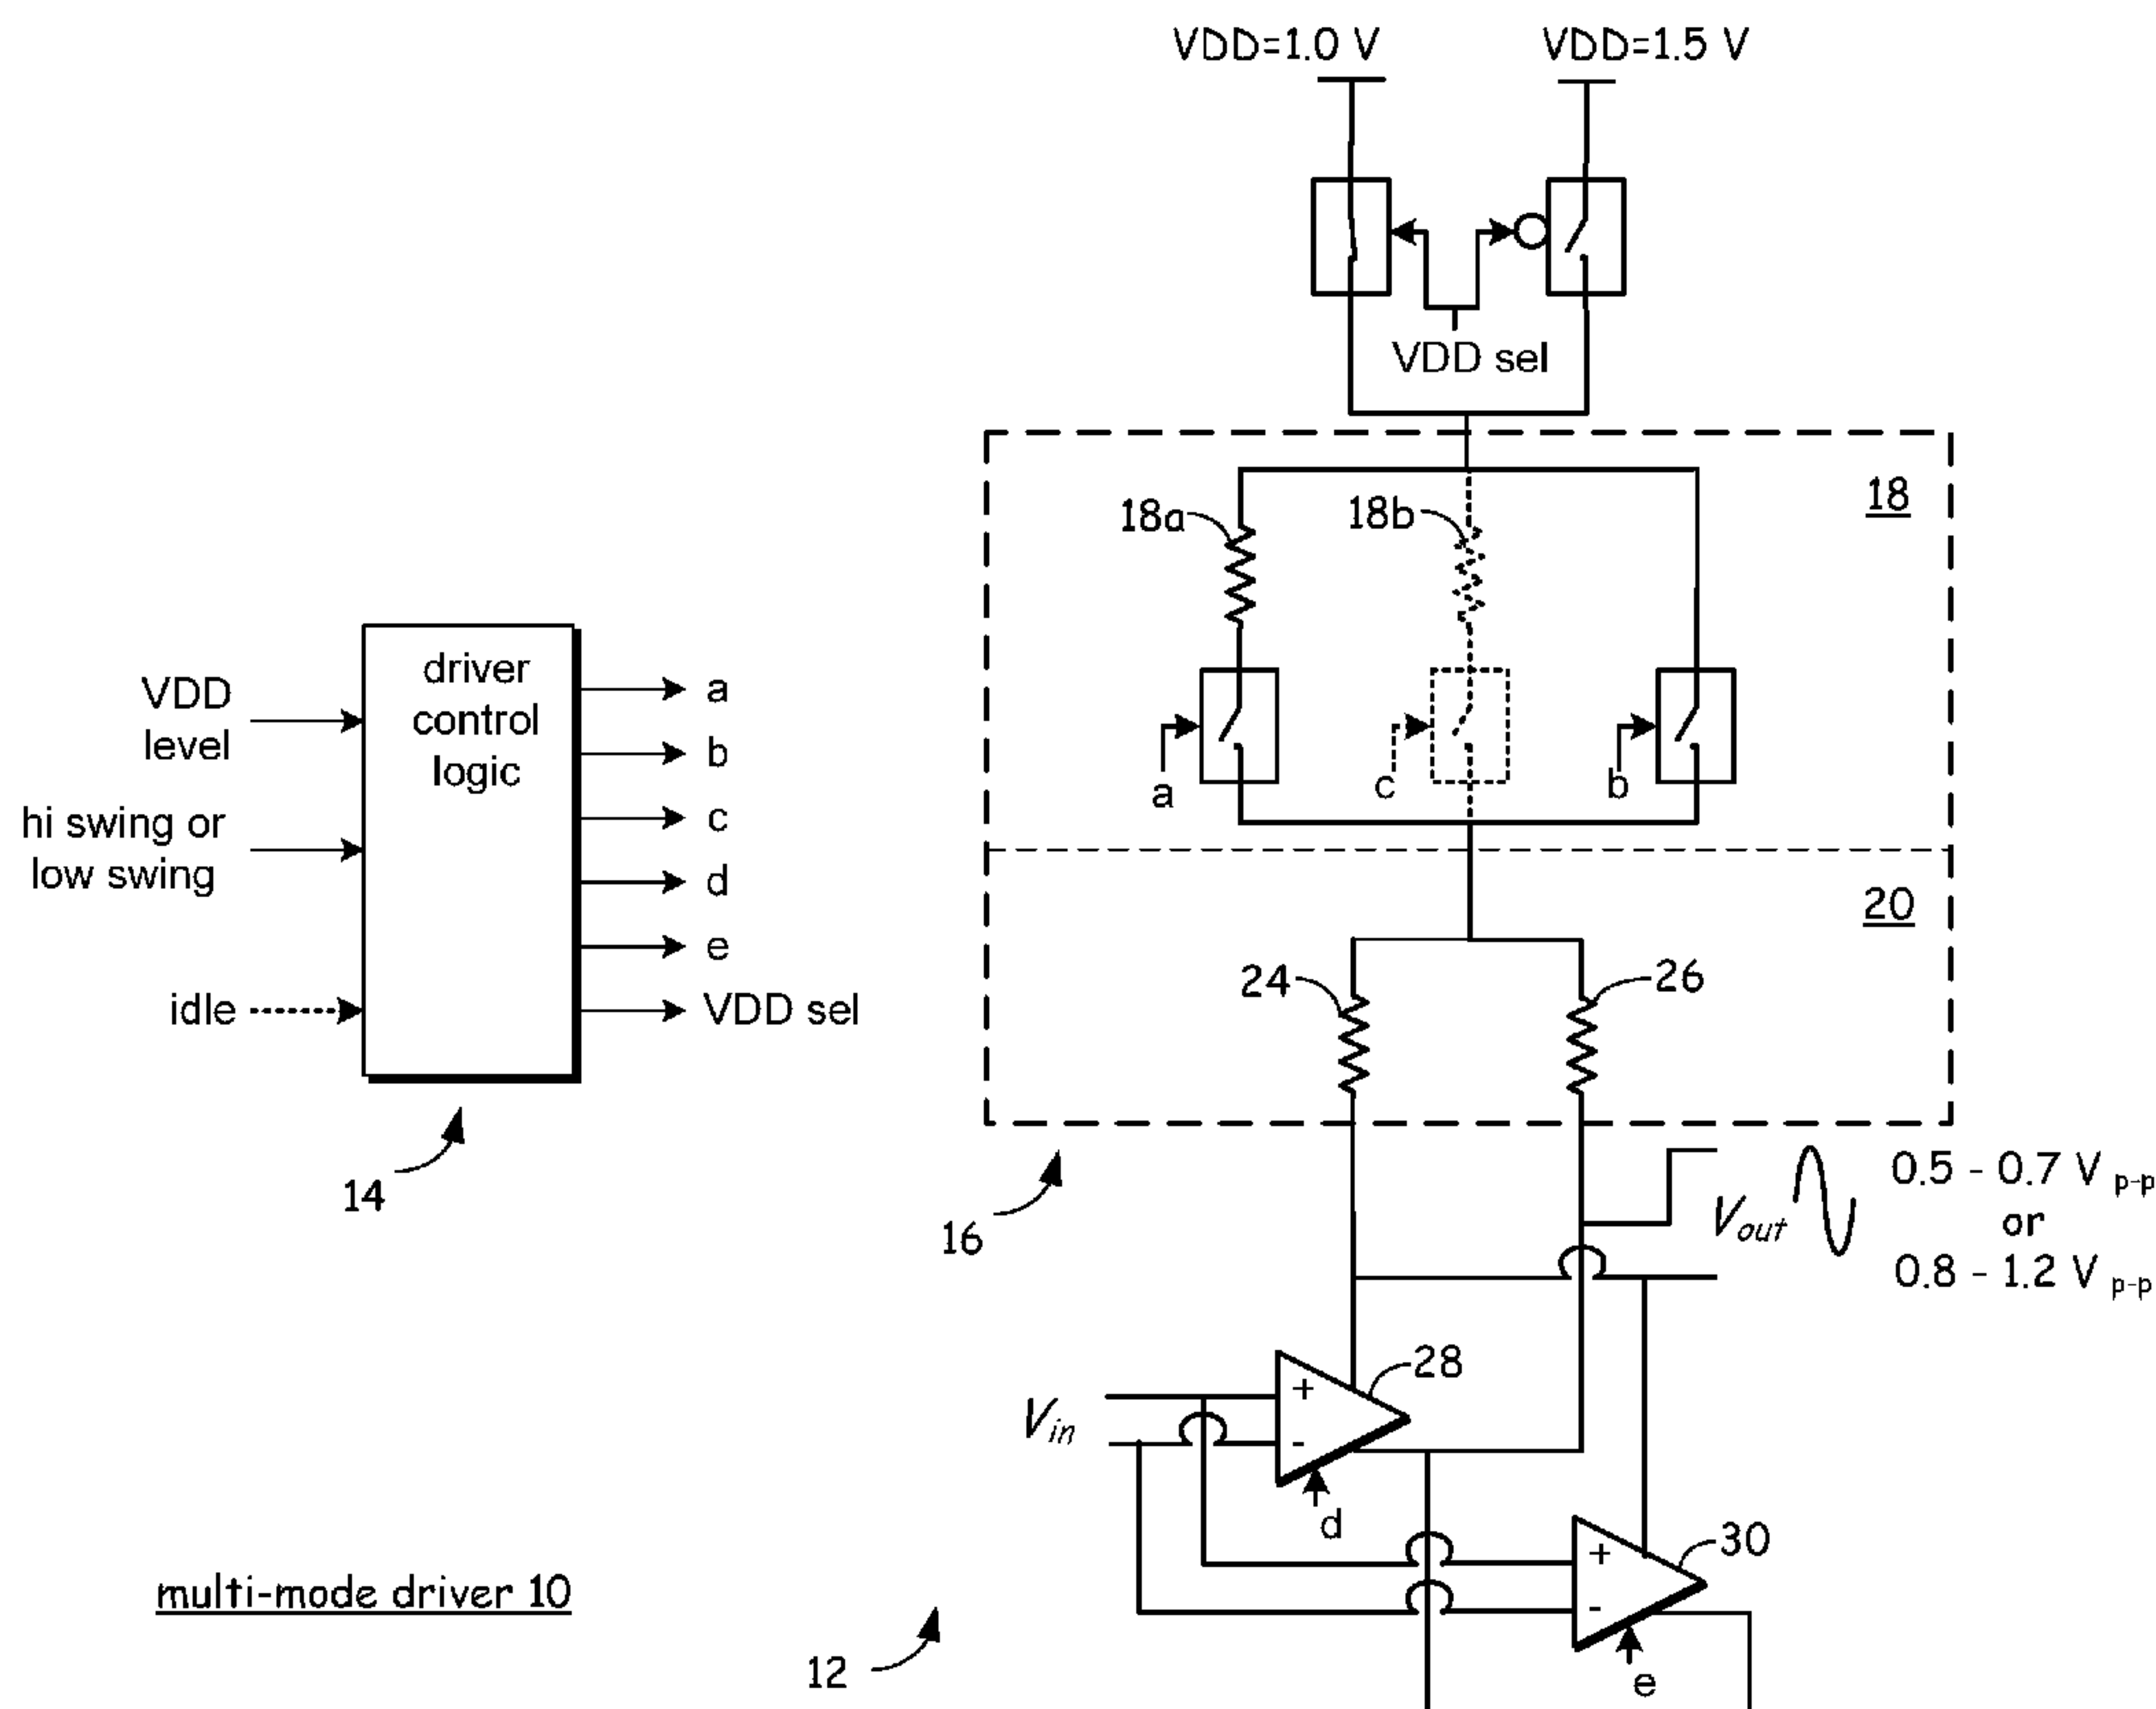 VDD=1.0 V
VDD=1.5 V
VDD sel
18
18a
18b
a
c
b
20
24
26
driver
control
logic
VDD
level
hi swing or
low swing
idle
a
b
c
d
e
VDD sel
14
16
Vout
0.5 - 0.7 V p-p
or
0.8 - 1.2 V p-p
28
Vin
+
-
d
30
+
-
e
multi-mode driver 10
12